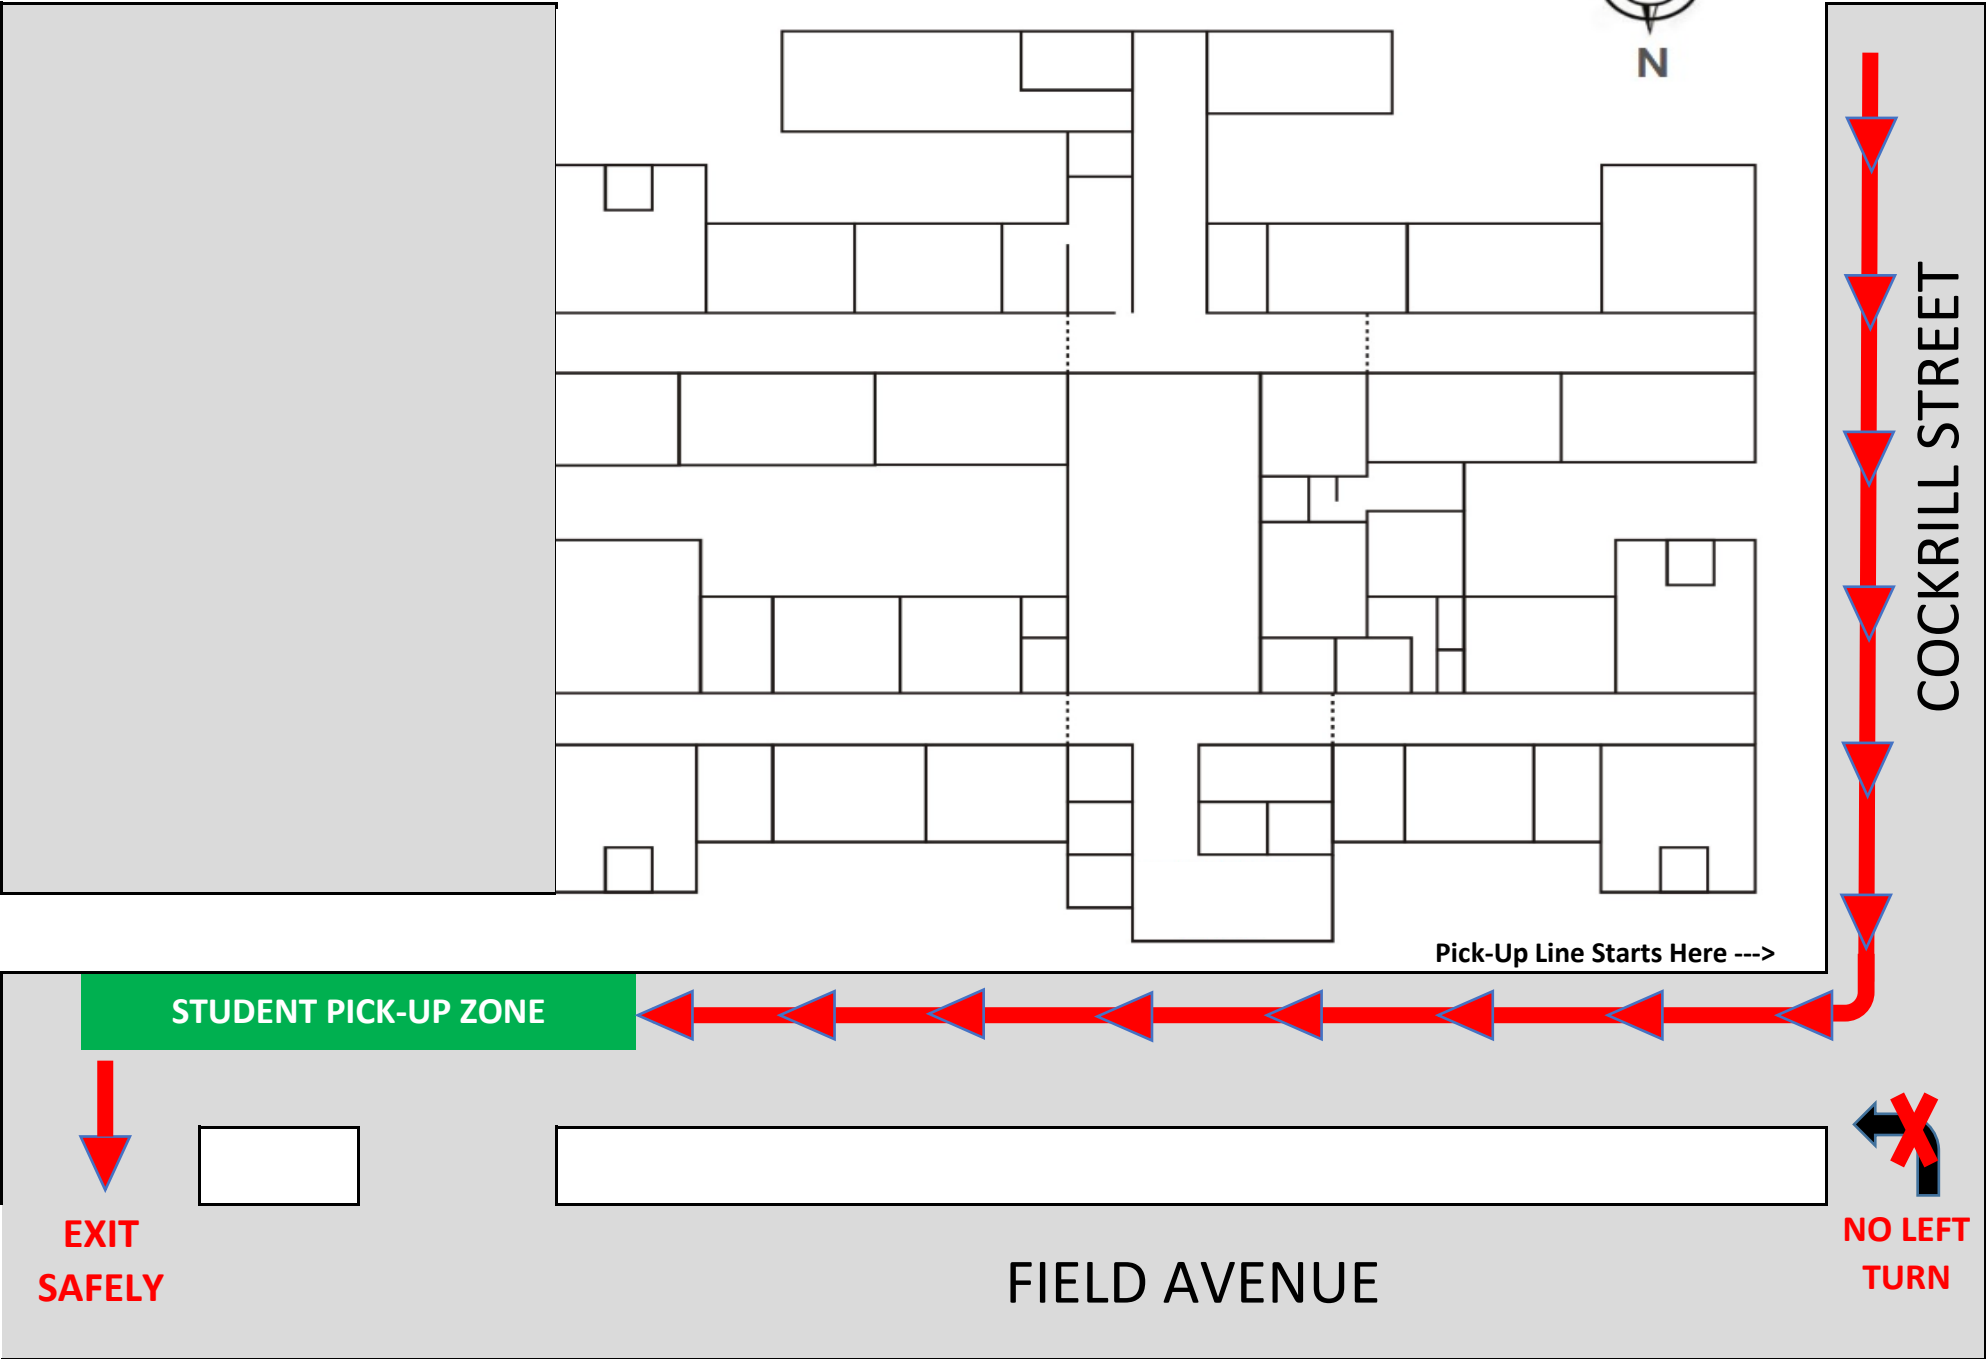 N
COCKRILL STREET
Pick-Up Line Starts Here --->
STUDENT PICK-UP ZONE
EXIT
SAFELY
NO LEFT
TURN
FIELD AVENUE